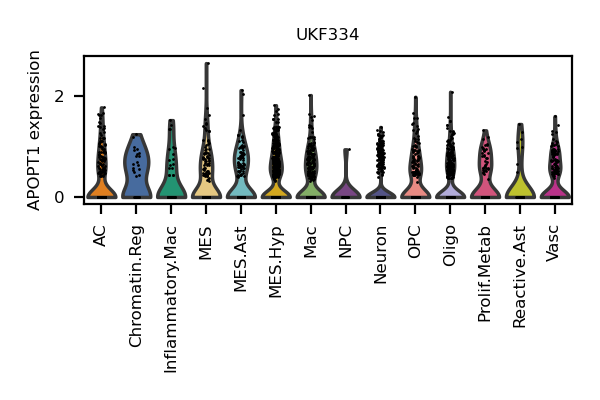 UKF334
APOPT1 expression
2
0
AC
Chromatin.Reg
Inflammatory.Mac
MES
MES.Ast
MES.Hyp
Mac
NPC
Neuron
OPC
Oligo
Prolif.Metab
Reactive.Ast
Vasc